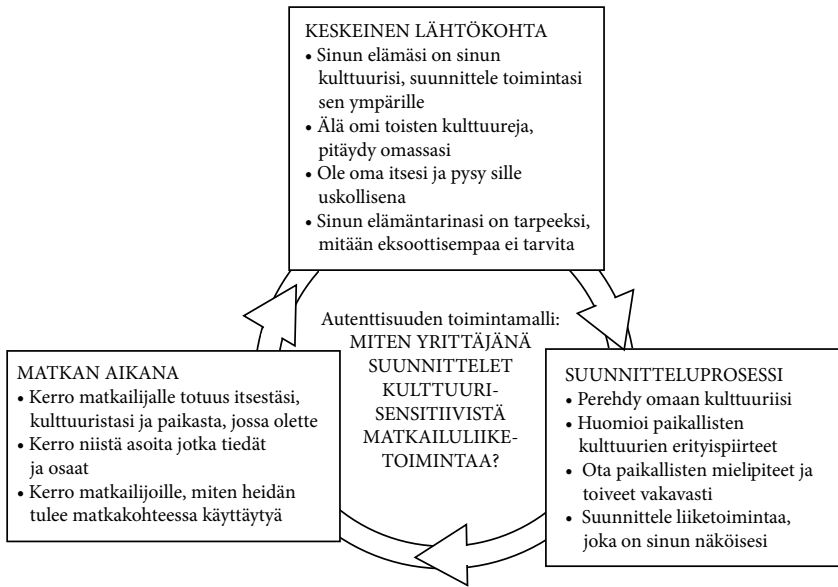 KESKEINEN LÄHTÖKOHTA
• Sinun elämäsi on sinun
kulttuurisi, suunnittele toimintasi
sen ympärille
• Älä omi toisten kulttuureja,
pitäydy omassasi
• Ole oma itsesi ja pysy sille
uskollisena
• Sinun elämäntarinasi on tarpeeksi,
mitään eksoottisempaa ei tarvita
Autenttisuuden toimintamalli:
MITEN YRITTÄJÄNÄ
SUUNNITTELET
KULTTUURI-
SENSITIIVISTÄ
MATKAILULIIKE-
TOIMINTAA?
MATKAN AIKANA
• Kerro matkailijalle totuus itsestäsi,
kulttuuristasi ja paikasta, jossa olette
• Kerro niistä asoita jotka tiedät
ja osaat
• Kerro matkailijoille, miten heidän
tulee matkakohteessa käyttäytyä
SUUNNITTELUPROSESSI
• Perehdy omaan kulttuuriisi
• Huomioi paikallisten
kulttuurien erityispiirteet
• Ota paikallisten mielipiteet ja
toiveet vakavasti
• Suunnittele liiketoimintaa,
joka on sinun näköisesi